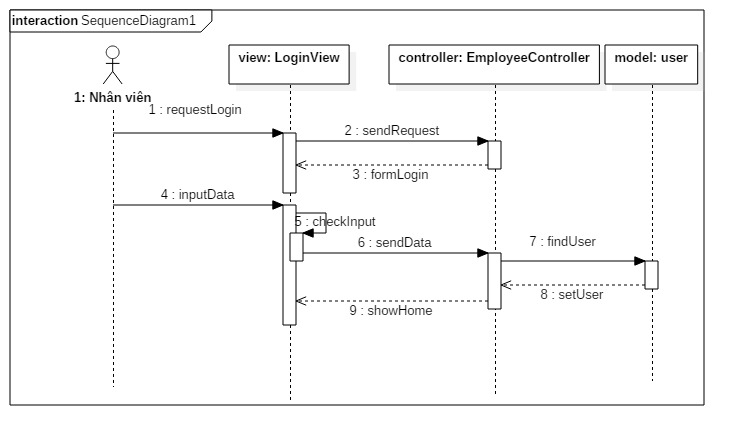 interaction SequenceDiagram1
view: LoginView
controller: EmployeeController
model: user
1: Nhân viên
1 : requestLogin
2 : sendRequest
3 : formLogin
4 : inputData
5 : checkInput
6 : sendData
7 : findUser
8 : setUser
9 : showHome